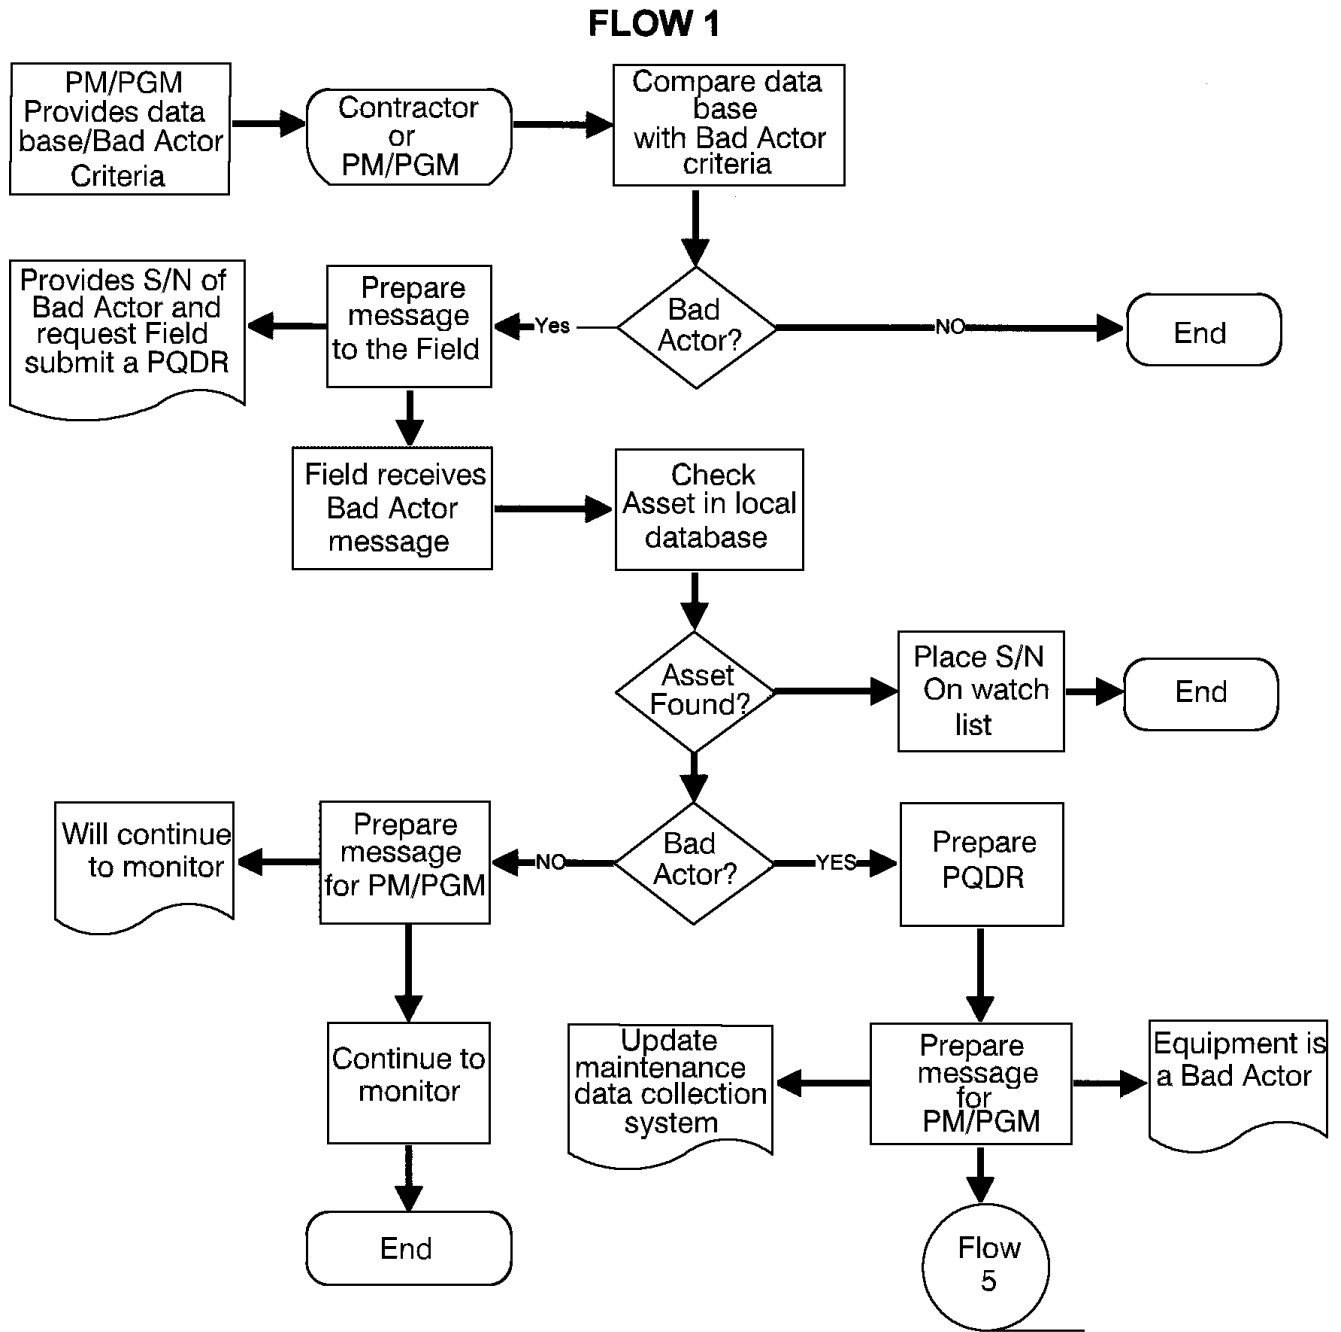 FLOW 1
PM/PGM
Provides data
base/Bad Actor
Criteria
Contractor
or
PM/PGM
Compare data
base
with Bad Actor
criteria
Provides S/N of
Bad Actor and
request Field
submit a PQDR
Prepare
message
to the Field
Yes
Bad
Actor?
NO
End
Field receives
Bad Actor
message
Check
Asset in local
database
Asset
Found?
Place S/N
On watch
list
End
Will continue
to monitor
Prepare
message
for PM/PGM
NO
Bad
Actor?
YES
Prepare
PQDR
Continue to
monitor
Update
maintenance
data collection
system
Prepare
message
for
PM/PGM
Equipment is
a Bad Actor
End
Flow
5